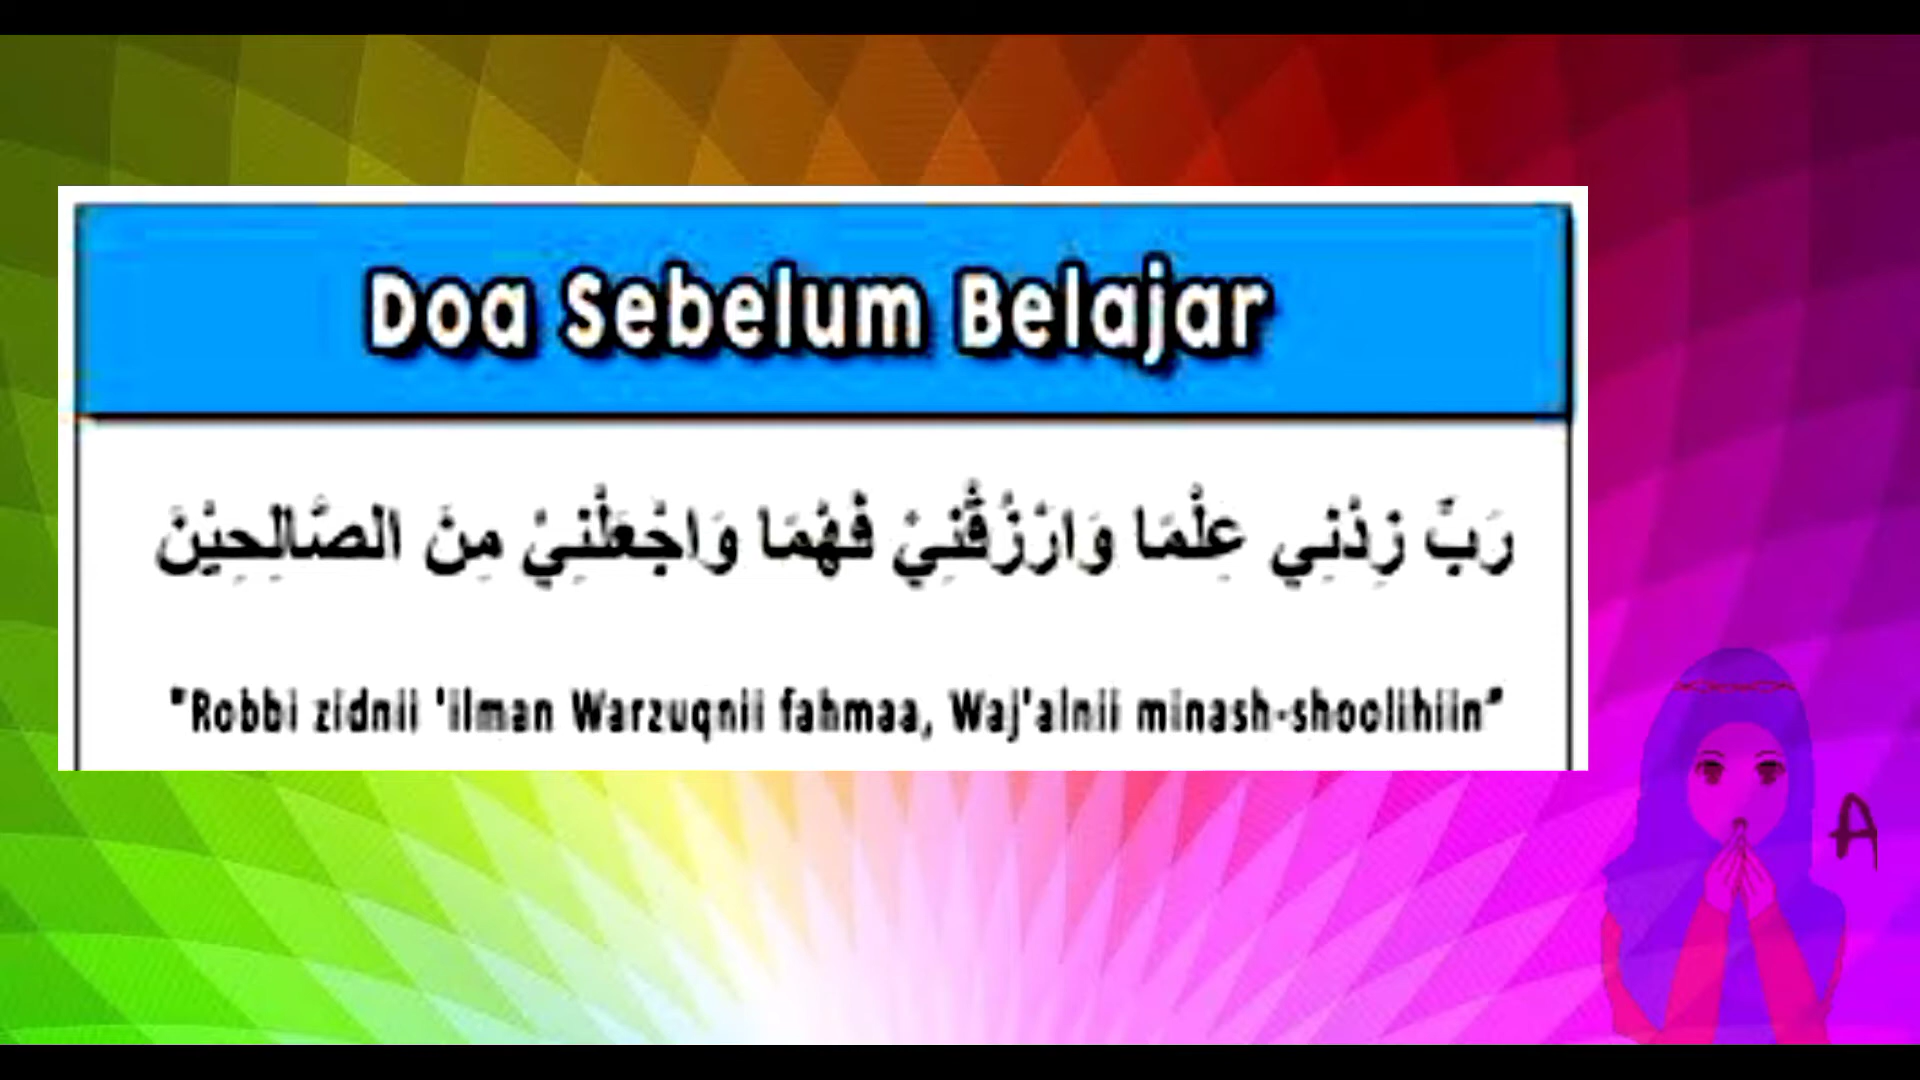 Doa Sebelum Belajar
رَبِّ زِدْنِي عِلْمًا وَارْزُقْنِيْ فَهْمًا وَاجْعَلْنِيْ مِنَ الصَّالِحِيْنَ
"Robbi zidnii 'ilman Warzuqnii fahmaa, Waj'alnii minash-shoolihiin"
A